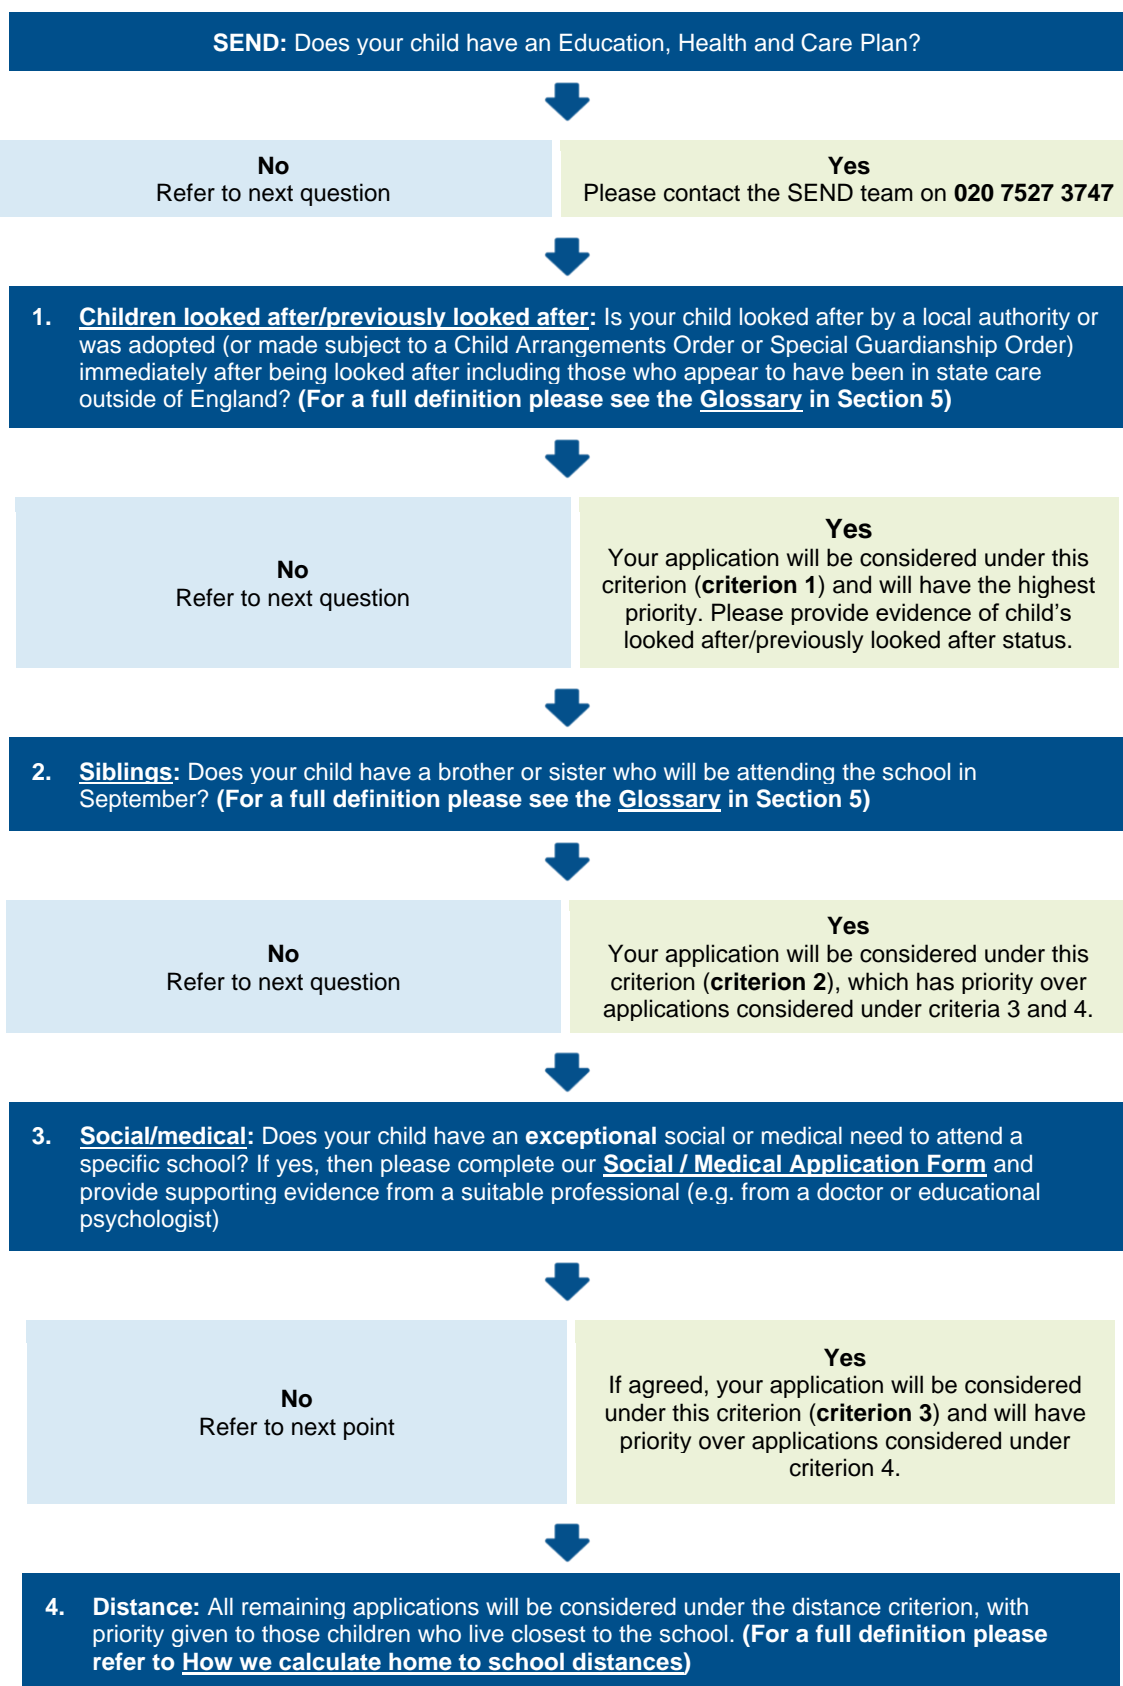 SEND: Does your child have an Education, Health and Care Plan?
No
Refer to next question
Yes
Please contact the SEND team on 020 7527 3747
1. Children looked after/previously looked after: Is your child looked after by a local authority or
was adopted (or made subject to a Child Arrangements Order or Special Guardianship Order)
immediately after being looked after including those who appear to have been in state care
outside of England? (For a full definition please see the Glossary in Section 5)
No
Refer to next question
Yes
Your application will be considered under this
criterion (criterion 1) and will have the highest
priority. Please provide evidence of child's
looked after/previously looked after status.
2. Siblings: Does your child have a brother or sister who will be attending the school in
September? (For a full definition please see the Glossary in Section 5)
No
Refer to next question
Yes
Your application will be considered under this
criterion (criterion 2), which has priority over
applications considered under criteria 3 and 4.
3. Social/medical: Does your child have an exceptional social or medical need to attend a
specific school? If yes, then please complete our Social / Medical Application Form and
provide supporting evidence from a suitable professional (e.g. from a doctor or educational
psychologist)
No
Refer to next point
Yes
If agreed, your application will be considered
under this criterion (criterion 3) and will have
priority over applications considered under
criterion 4.
4. Distance: All remaining applications will be considered under the distance criterion, with
priority given to those children who live closest to the school. (For a full definition please
refer to How we calculate home to school distances)